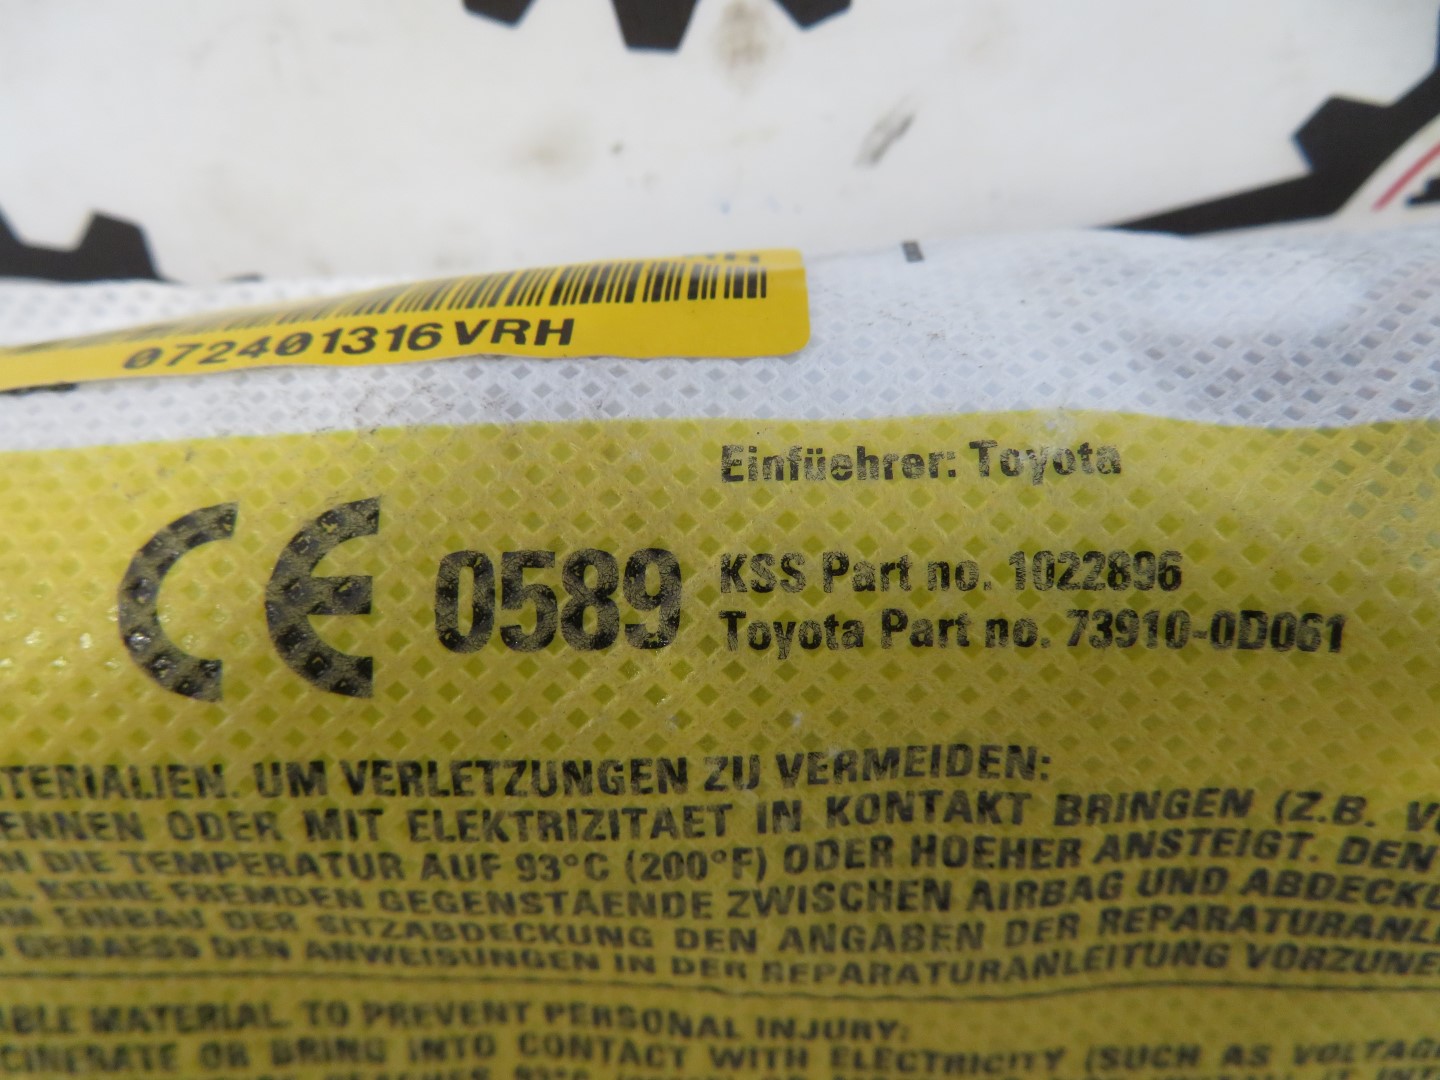 072401316VRH
Einfüehrer: Toyota
CE 0589
KSS Part no. 1022896
Toyota Part no. 73910-0D061
TERIALIEN. UM VERLETZUNGEN ZU VERMEIDEN:
ENNEN ODER MIT ELEKTRIZITAET IN KONTAKT BRINGEN (Z.B. V
N DIE TEMPERATUR AUF 93°C (200°F) ODER HOEHER ANSTEIGT. DEN
KEINE FREMDEN GEGENSTAENDE ZWISCHEN AIRBAG UND ABDECKU
EINBAU DER SITZABDECKUNG DEN ANGABEN DER REPARATURANL
GEMAESS DEN ANWEISUNGEN IN DER REPARATURANLEITUNG VORZUNE
ABLE MATERIAL. TO PREVENT PERSONAL INJURY:
CINERATE OR BRING INTO CONTACT WITH ELECTRICITY (SUCH AS VOLTAG